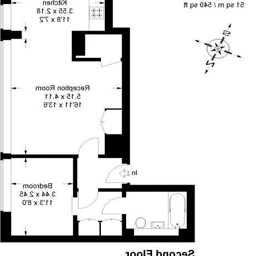 51 sq / m / 549 sq ft
Kitchen
3.55 x 2.18
11'8 x 7'2
Reception Room
5.15 x 4.11
16'11 x 13'6
In
Bedroom
3.44 x 2.45
11'3 x 8'0
Second Floor